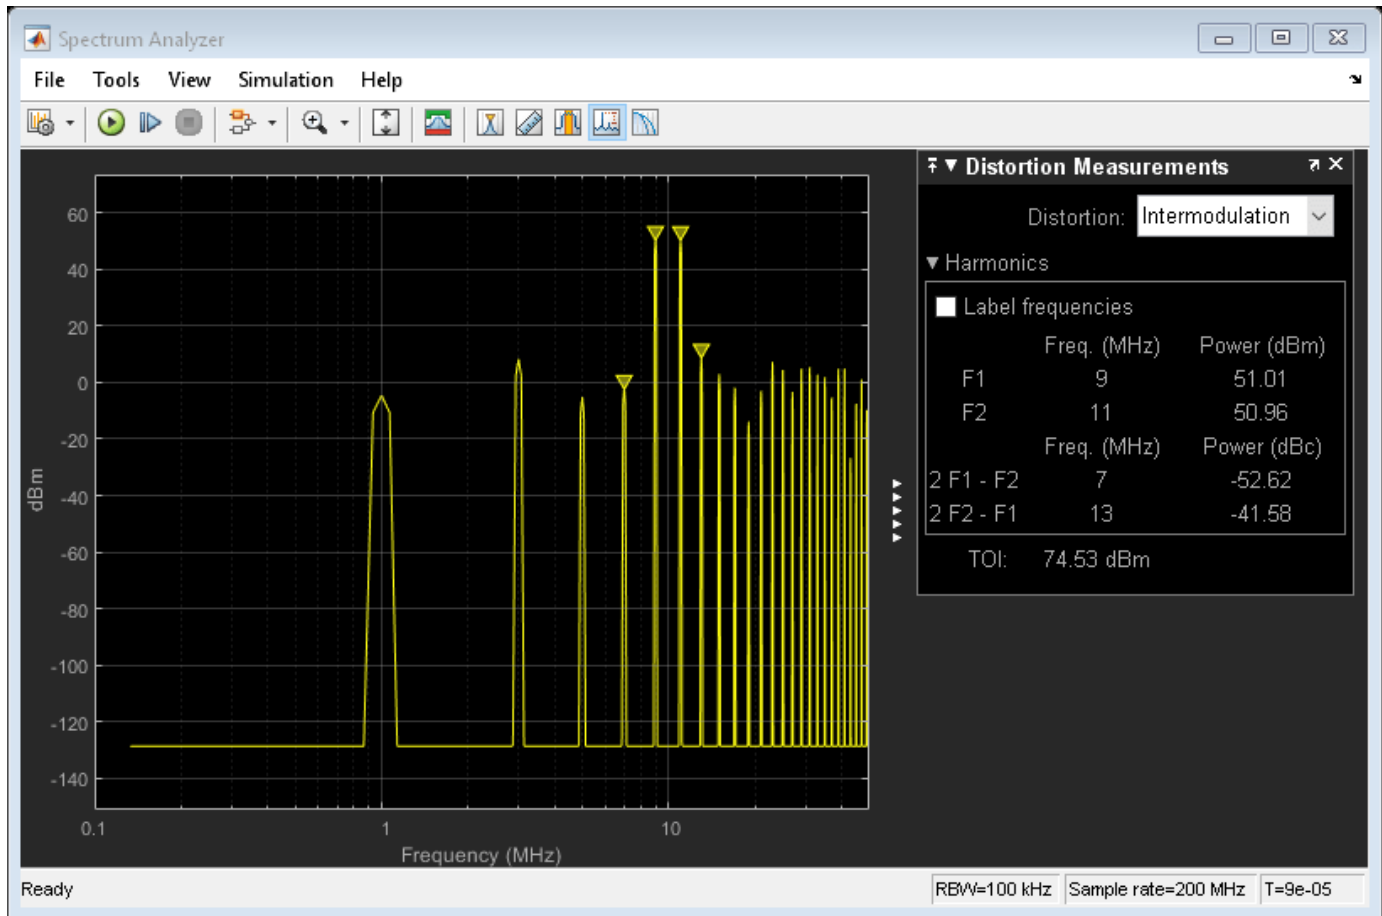 Spectrum Analyzer
File Tools View Simulation Help
Distortion Measurements
Distortion: Intermodulation
Harmonics
Label frequencies
Freq. (MHz) Power (dBm)
F1 9 51.01
F2 11 50.96
Freq. (MHz) Power (dBc)
2 F1 - F2 7 -52.62
2 F2 - F1 13 -41.58
TOI: 74.53 dBm
60
40
20
0
-20
-40
-60
-80
-100
-120
-140
dBm
0.1 1 10
Frequency (MHz)
Ready RBW=100 kHz Sample rate=200 MHz T=9e-05